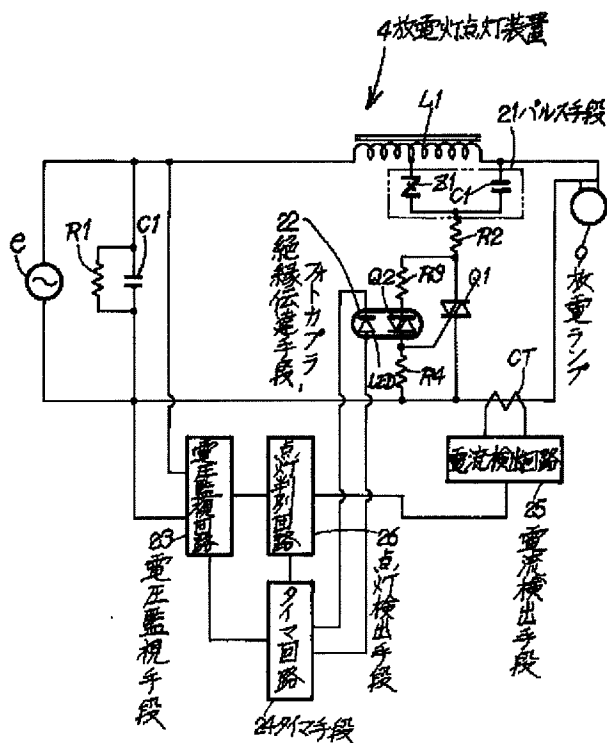 4放電灯点灯装置
L1
21パルス手段
Z1
C1
R2
R1
C1
e
22
絶縁伝達手段
フォトカプラ,
R3
Q2
Q1
LED
R4
9放電ランプ
CT
電圧監視回路
点灯判別回路
電流検出回路
23
電圧監視手段
26
点灯検出手段
25
電流検出手段
タイマ回路
24タイマ手段